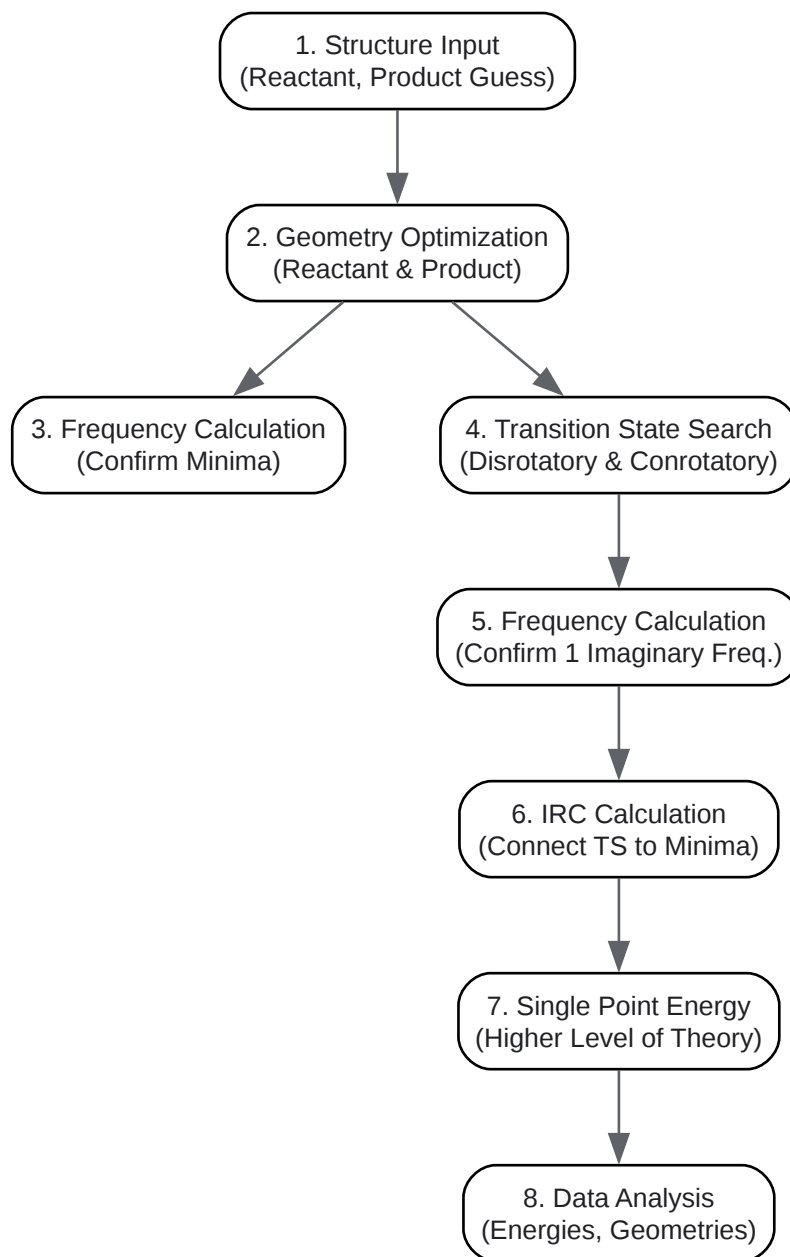 1. Structure Input
(Reactant, Product Guess)
2. Geometry Optimization
(Reactant & Product)
3. Frequency Calculation
(Confirm Minima)
4. Transition State Search
(Disrotatory & Conrotatory)
5. Frequency Calculation
(Confirm 1 Imaginary Freq.)
6. IRC Calculation
(Connect TS to Minima)
7. Single Point Energy
(Higher Level of Theory)
8. Data Analysis
(Energies, Geometries)